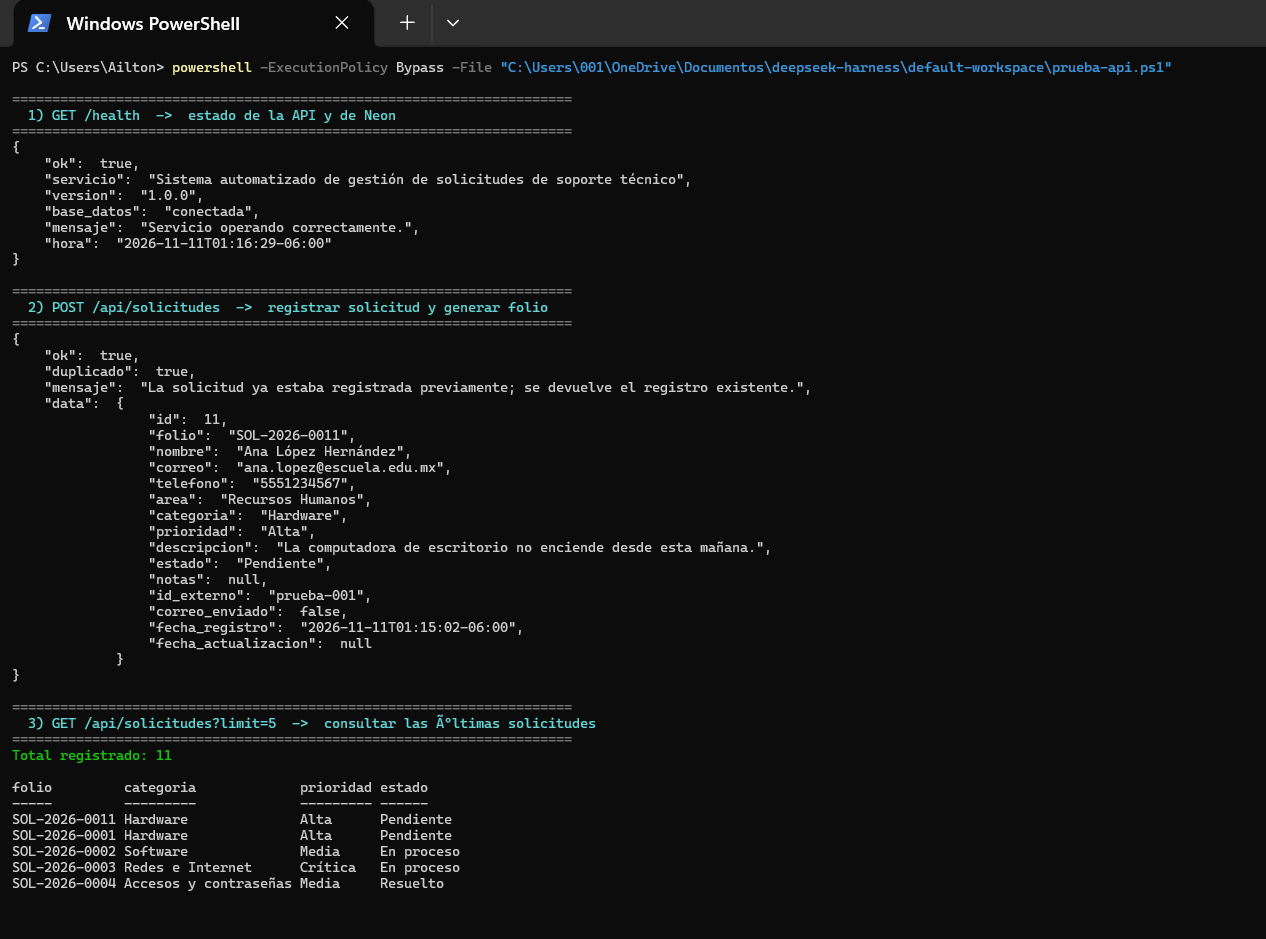 Windows PowerShell
PS C:\Users\Ailton> powershell -ExecutionPolicy Bypass -File "C:\Users\001\OneDrive\Documentos\deepseek-harness\default-workspace\prueba-api.ps1"
======================================================================
1) GET /health -> estado de la API y de Neon
======================================================================
{
    "ok":  true,
    "servicio":  "Sistema automatizado de gestión de solicitudes de soporte técnico",
    "version":  "1.0.0",
    "base_datos":  "conectada",
    "mensaje":  "Servicio operando correctamente.",
    "hora":  "2026-11-11T01:16:29-06:00"
}
======================================================================
2) POST /api/solicitudes -> registrar solicitud y generar folio
======================================================================
{
    "ok":  true,
    "duplicado":  true,
    "mensaje":  "La solicitud ya estaba registrada previamente; se devuelve el registro existente.",
    "data":  {
                 "id":  11,
                 "folio":  "SOL-2026-0011",
                 "nombre":  "Ana López Hernández",
                 "correo":  "ana.lopez@escuela.edu.mx",
                 "telefono":  "5551234567",
                 "area":  "Recursos Humanos",
                 "categoria":  "Hardware",
                 "prioridad":  "Alta",
                 "descripcion":  "La computadora de escritorio no enciende desde esta mañana.",
                 "estado":  "Pendiente",
                 "notas":  null,
                 "id_externo":  "prueba-001",
                 "correo_enviado":  false,
                 "fecha_registro":  "2026-11-11T01:15:02-06:00",
                 "fecha_actualizacion":  null
             }
}
======================================================================
3) GET /api/solicitudes?limit=5 -> consultar las Ãºltimas solicitudes
======================================================================
Total registrado: 11
folio         categoria             prioridad estado
-----         ---------             --------- ------
SOL-2026-0011 Hardware              Alta      Pendiente
SOL-2026-0001 Hardware              Alta      Pendiente
SOL-2026-0002 Software              Media     En proceso
SOL-2026-0003 Redes e Internet      Crítica   En proceso
SOL-2026-0004 Accesos y contraseñas Media     Resuelto